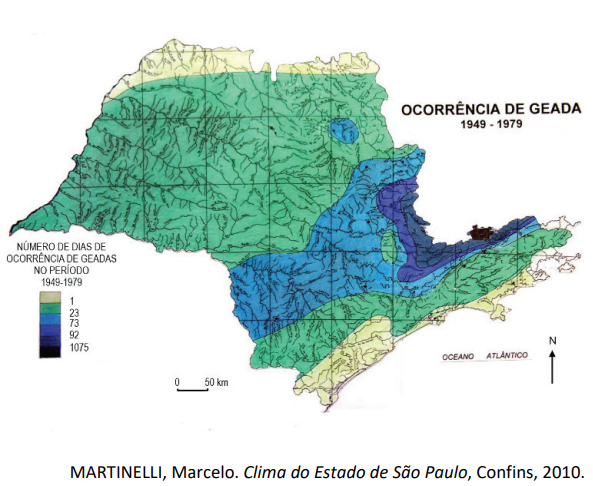 OCORRÊNCIA DE GEADA
1949 - 1979
NÚMERO DE DIAS DE
OCORRÊNCIA DE GEADAS
NO PERÍODO
1949-1979
1
23
73
92
1075
0 50 km
OCEANO ATLÂNTICO
N
MARTINELLI, Marcelo. Clima do Estado de São Paulo, Confins, 2010.